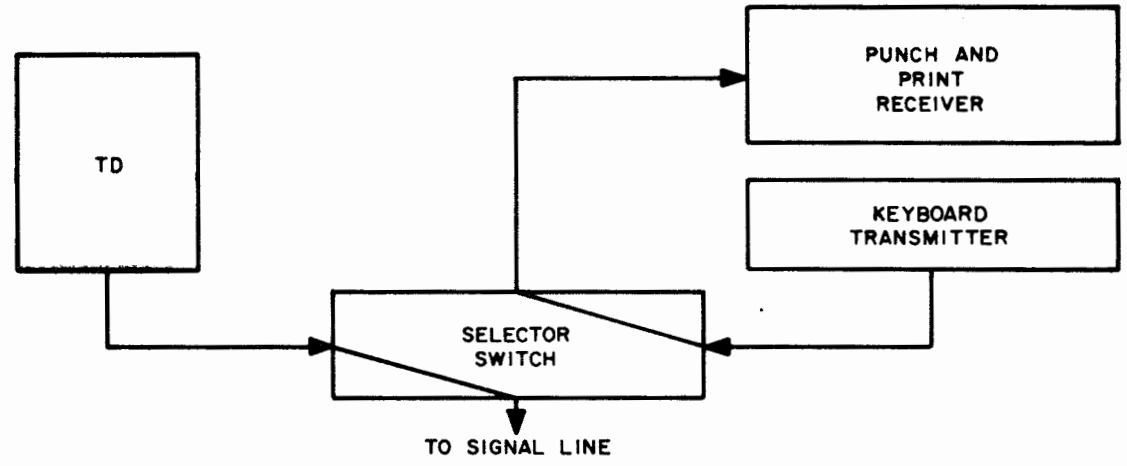 PUNCH AND
PRINT
RECEIVER
TD
KEYBOARD
TRANSMITTER
SELECTOR
SWITCH
TO SIGNAL LINE